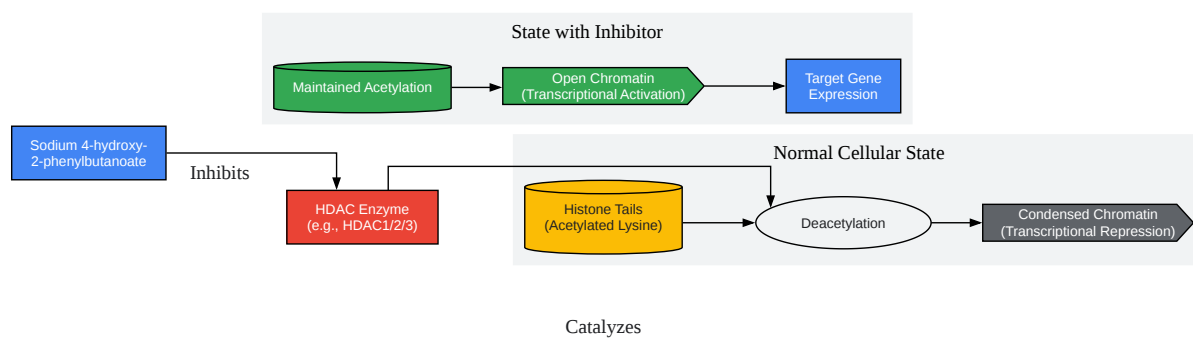 State with Inhibitor
Maintained Acetylation
Open Chromatin
(Transcriptional Activation)
Target Gene
Expression
Sodium 4-hydroxy-
2-phenylbutanoate
Inhibits
Normal Cellular State
HDAC Enzyme
(e.g., HDAC1/2/3)
Histone Tails
(Acetylated Lysine)
Deacetylation
Condensed Chromatin
(Transcriptional Repression)
Catalyzes